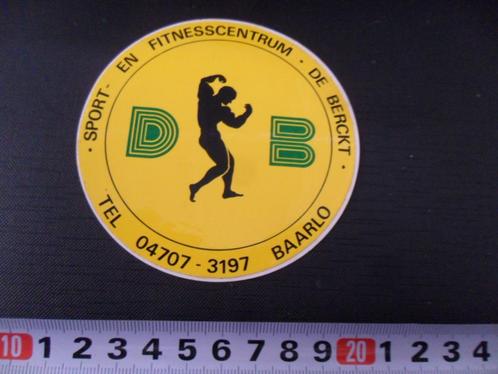 · SPORT- EN FITNESSCENTRUM · DE BERCKT ·
D B
TEL 04707-3197 BAARLO
10 1 2 3 4 5 6 7 8 9 20 1 2 3 4